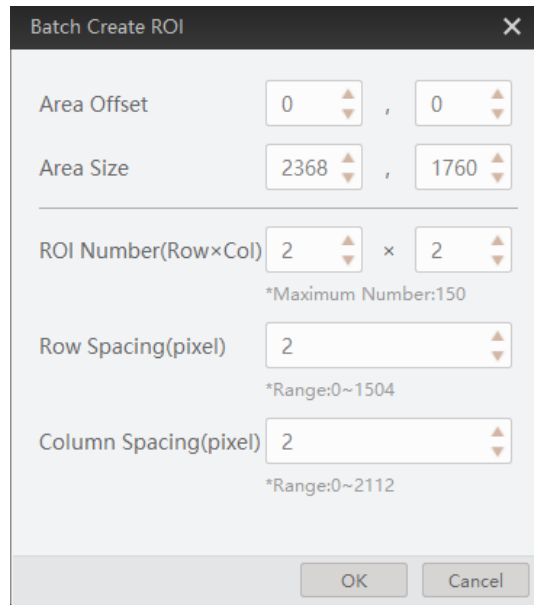 Batch Create ROI
Area Offset 0 , 0
Area Size 2368 , 1760
ROI Number(Row×Col) 2 × 2
*Maximum Number:150
Row Spacing(pixel) 2
*Range:0~1504
Column Spacing(pixel) 2
*Range:0~2112
OK Cancel